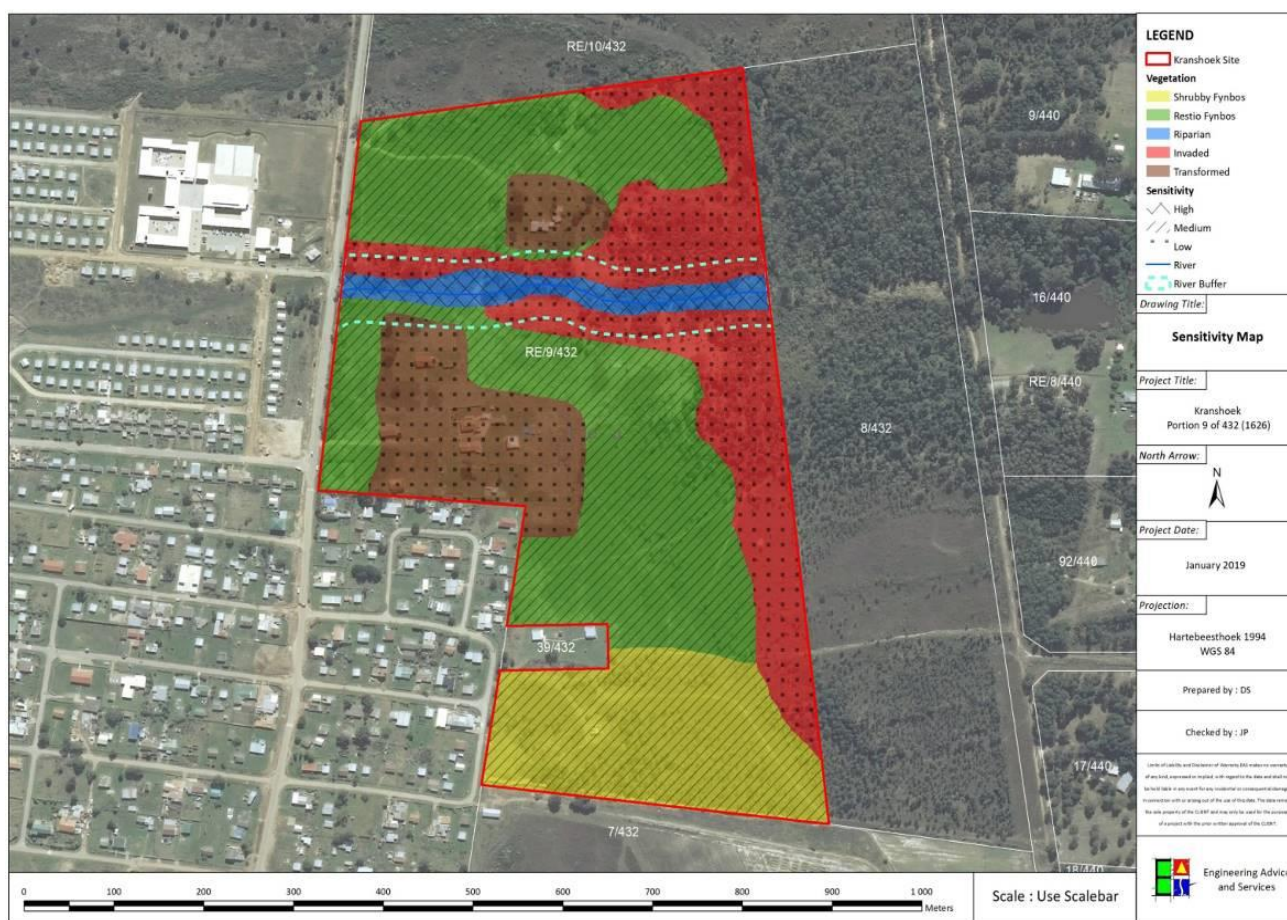 RE/10/432
9/440
16/440
RE/9/432
RE/8/440
8/432
92/440
39/432
17/440
7/432
18/440
LEGEND
Kranshoek Site
Vegetation
Shrubby Fynbos
Restio Fynbos
Riparian
Invaded
Transformed
Sensitivity
High
Medium
Low
River
River Buffer
Drawing Title:
Sensitivity Map
Project Title:
Kranshoek
Portion 9 of 432 (1626)
North Arrow:
N
Project Date:
January 2019
Projection:
Hartebeesthoek 1994
WGS 84
Prepared by : DS
Checked by : JP
Engineering Advice
and Services
0 100 200 300 400 500 600 700 800 900 1 000
Meters
Scale : Use Scalebar